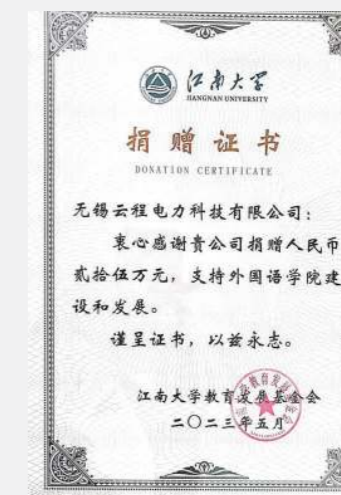 江南大学
JIANGNAN UNIVERSITY
捐赠证书
DONATION CERTIFICATE
无锡云程电力科技有限公司：
衷心感谢贵公司捐赠人民币
贰拾伍万元，支持外国语学院建
设和发展。
谨呈证书，以兹永志。
江南大学教育发展基金会
二〇二三年五月